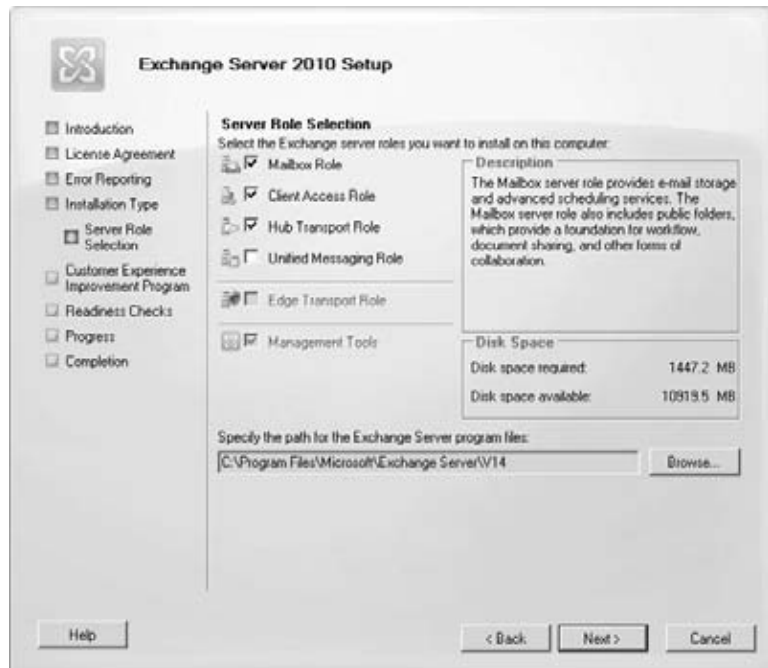 Exchange Server 2010 Setup
Introduction
License Agreement
Error Reporting
Installation Type
Server Role
Selection
Customer Experience
Improvement Program
Readiness Checks
Progress
Completion
Server Role Selection
Select the Exchange server roles you want to install on this computer:
Mailbox Role
Client Access Role
Hub Transport Role
Unified Messaging Role
Edge Transport Role
Management Tools
Description
The Mailbox server role provides e-mail storage
and advanced scheduling services. The
Mailbox server role also includes public folders,
which provide a foundation for workflow,
document sharing, and other forms of
collaboration.
Disk Space
Disk space required: 1447.2 MB
Disk space available: 10919.5 MB
Specify the path for the Exchange Server program files:
C:\Program Files\Microsoft\Exchange Server\V14
Browse...
Help
< Back
Next >
Cancel